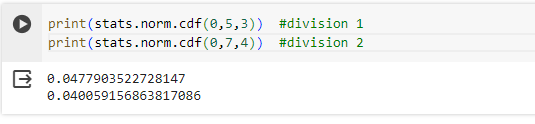 print(stats.norm.cdf(0,5,3))  #division 1
print(stats.norm.cdf(0,7,4))  #division 2
0.0477903522728147
0.040059156863817086